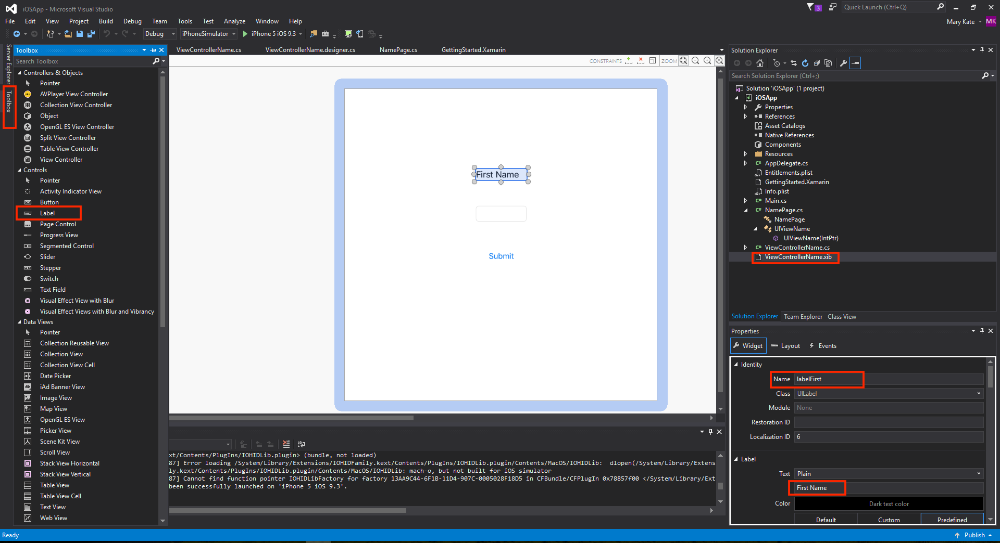 iOSApp - Microsoft Visual Studio
3
Quick Launch (Ctrl+Q)
File Edit View Project Build Debug Team Tools Test Analyze Window Help
Mary Kate MK
Debug iPhoneSimulator iPhone 5 iOS 9.3
Server Explorer
Toolbox
Toolbox
Search Toolbox
Controllers & Objects
Pointer
AVPlayer View Controller
Collection View Controller
Object
OpenGL ES View Controller
Split View Controller
Table View Controller
View Controller
Controls
Pointer
Activity Indicator View
Button
Label
Page Control
Progress View
Segmented Control
Slider
Stepper
Switch
Text Field
Visual Effect View with Blur
Visual Effect Views with Blur and Vibrancy
Data Views
Pointer
Collection Reusable View
Collection View
Collection View Cell
Date Picker
iAd Banner View
Image View
Map View
OpenGL ES View
Picker View
Scene Kit View
Scroll View
Stack View Horizontal
Stack View Vertical
Table View
Table View Cell
Text View
Web View
ViewControllerName.cs ViewControllerName.designer.cs NamePage.cs GettingStarted.Xamarin
CONSTRAINTS ZOOM
First Name
Submit
xt/Contents/PlugIns/IOHIDLib.plugin> (bundle, not loaded)
87] Error loading /System/Library/Extensions/IOHIDFamily.kext/Contents/PlugIns/IOHIDLib.plugin/Contents/MacOS/IOHIDLib: dlopen(/System/Library/Extens
y.kext/Contents/PlugIns/IOHIDLib.plugin/Contents/MacOS/IOHIDLib: mach-o, but not built for iOS simulator
87] Cannot find function pointer IOHIDLibFactory for factory 13AA9C44-6F1B-11D4-907C-0005028F18D5 in CFBundle/CFPlugIn 0x78857f00 </System/Library/Ext
been successfully launched on 'iPhone 5 iOS 9.3'.
Solution Explorer
Search Solution Explorer (Ctrl+;)
Solution 'iOSApp' (1 project)
iOSApp
Properties
References
Asset Catalogs
Native References
Components
Resources
C# AppDelegate.cs
Entitlements.plist
GettingStarted.Xamarin
Info.plist
C# Main.cs
C# NamePage.cs
NamePage
UIViewName
UIViewName(IntPtr)
C# ViewControllerName.cs
ViewControllerName.xib
Solution Explorer Team Explorer Class View
Properties
Widget Layout Events
Identity
Name labelFirst
Class UILabel
Module None
Restoration ID
Localization ID 6
Label
Text Plain
First Name
Color Dark text color
Default Custom Predefined
Ready
Publish